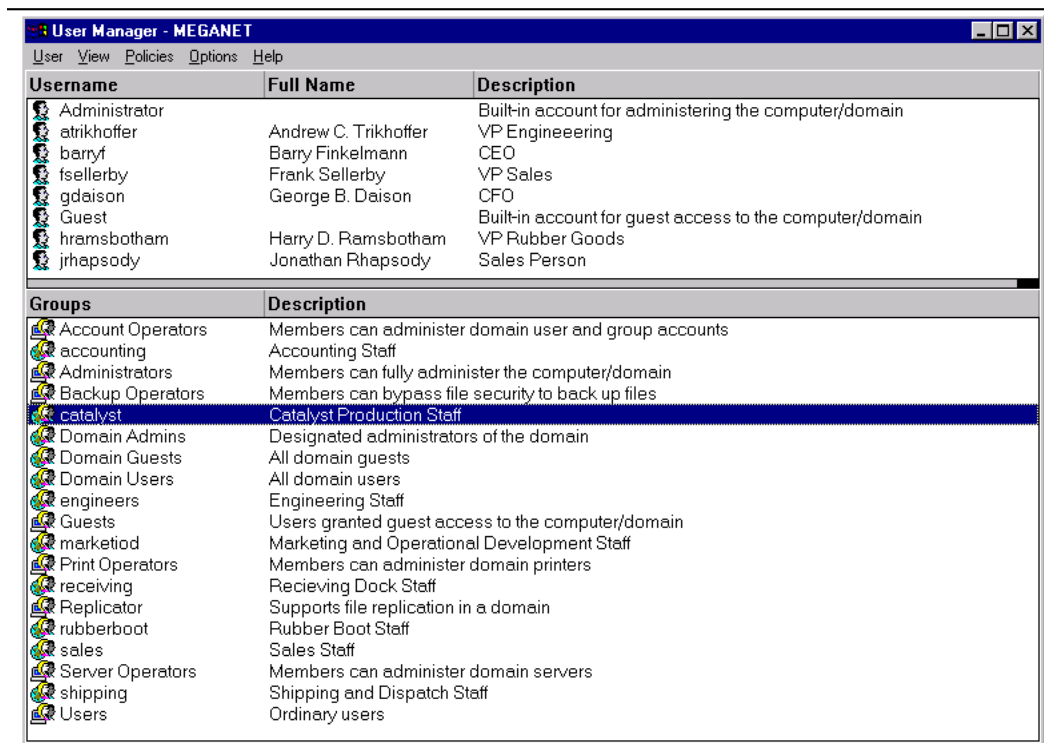 User Manager - MEGANET
User View Policies Options Help
Username Full Name Description
Administrator Built-in account for administering the computer/domain
atrikhoffer Andrew C. Trikhoffer VP Engineeering
barryf Barry Finkelmann CEO
fsellerby Frank Sellerby VP Sales
gdaison George B. Daison CFO
Guest Built-in account for guest access to the computer/domain
hramsbotham Harry D. Ramsbotham VP Rubber Goods
jrhapsody Jonathan Rhapsody Sales Person
Groups Description
Account Operators Members can administer domain user and group accounts
accounting Accounting Staff
Administrators Members can fully administer the computer/domain
Backup Operators Members can bypass file security to back up files
catalyst Catalyst Production Staff
Domain Admins Designated administrators of the domain
Domain Guests All domain guests
Domain Users All domain users
engineers Engineering Staff
Guests Users granted guest access to the computer/domain
marketiod Marketing and Operational Development Staff
Print Operators Members can administer domain printers
receiving Recieving Dock Staff
Replicator Supports file replication in a domain
rubberboot Rubber Boot Staff
sales Sales Staff
Server Operators Members can administer domain servers
shipping Shipping and Dispatch Staff
Users Ordinary users